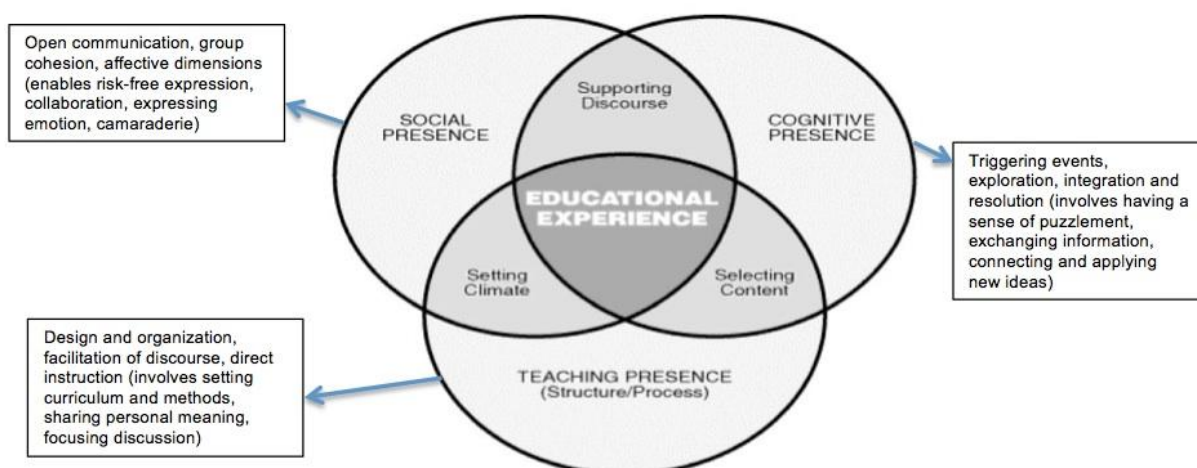 Open communication, group
cohesion, affective dimensions
(enables risk-free expression,
collaboration, expressing
emotion, camaraderie)
SOCIAL
PRESENCE
Supporting
Discourse
COGNITIVE
PRESENCE
Triggering events,
exploration, integration and
resolution (involves having a
sense of puzzlement,
exchanging information,
connecting and applying
new ideas)
EDUCATIONAL
EXPERIENCE
Setting
Climate
Selecting
Content
Design and organization,
facilitation of discourse, direct
instruction (involves setting
curriculum and methods,
sharing personal meaning,
focusing discussion)
TEACHING PRESENCE
(Structure/Process)